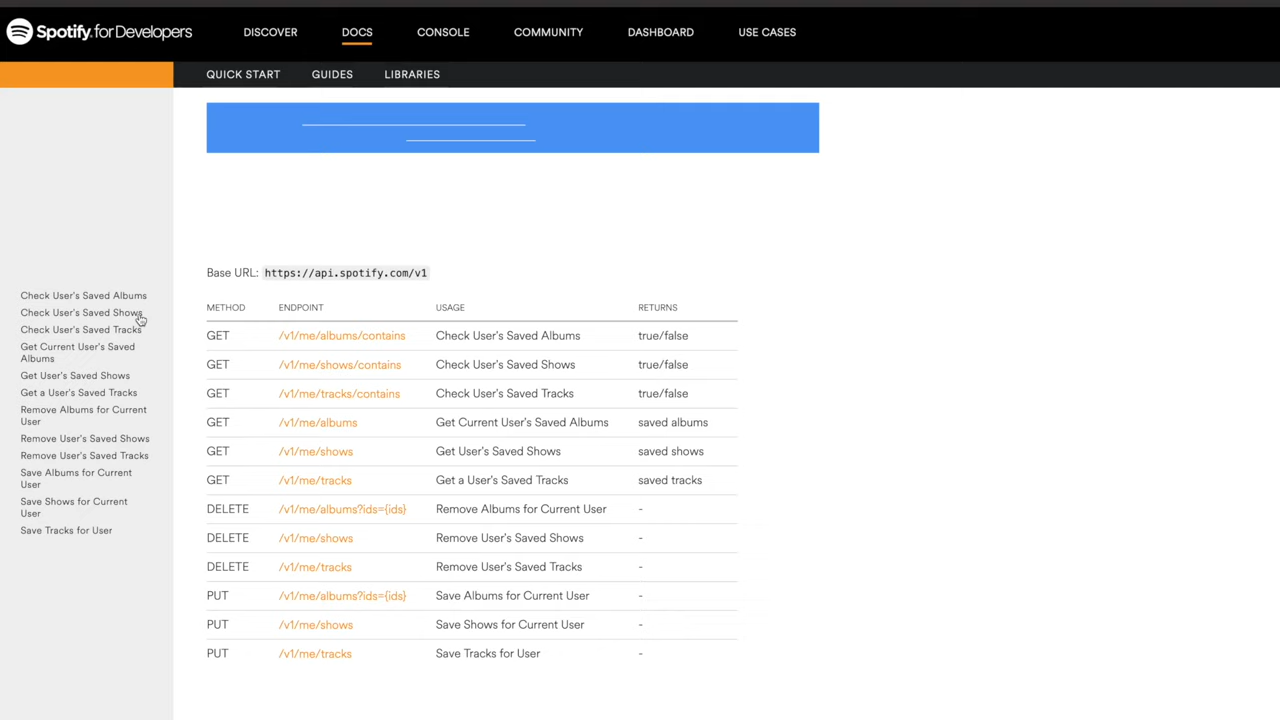 Spotify for Developers
DISCOVER DOCS CONSOLE COMMUNITY DASHBOARD USE CASES
QUICK START GUIDES LIBRARIES
Check User's Saved Albums
Check User's Saved Shows
Check User's Saved Tracks
Get Current User's Saved
Albums
Get User's Saved Shows
Get a User's Saved Tracks
Remove Albums for Current
User
Remove User's Saved Shows
Remove User's Saved Tracks
Save Albums for Current
User
Save Shows for Current
User
Save Tracks for User
Base URL: https://api.spotify.com/v1
METHOD ENDPOINT USAGE RETURNS
GET /v1/me/albums/contains Check User's Saved Albums true/false
GET /v1/me/shows/contains Check User's Saved Shows true/false
GET /v1/me/tracks/contains Check User's Saved Tracks true/false
GET /v1/me/albums Get Current User's Saved Albums saved albums
GET /v1/me/shows Get User's Saved Shows saved shows
GET /v1/me/tracks Get a User's Saved Tracks saved tracks
DELETE /v1/me/albums?ids={ids} Remove Albums for Current User -
DELETE /v1/me/shows Remove User's Saved Shows -
DELETE /v1/me/tracks Remove User's Saved Tracks -
PUT /v1/me/albums?ids={ids} Save Albums for Current User -
PUT /v1/me/shows Save Shows for Current User -
PUT /v1/me/tracks Save Tracks for User -